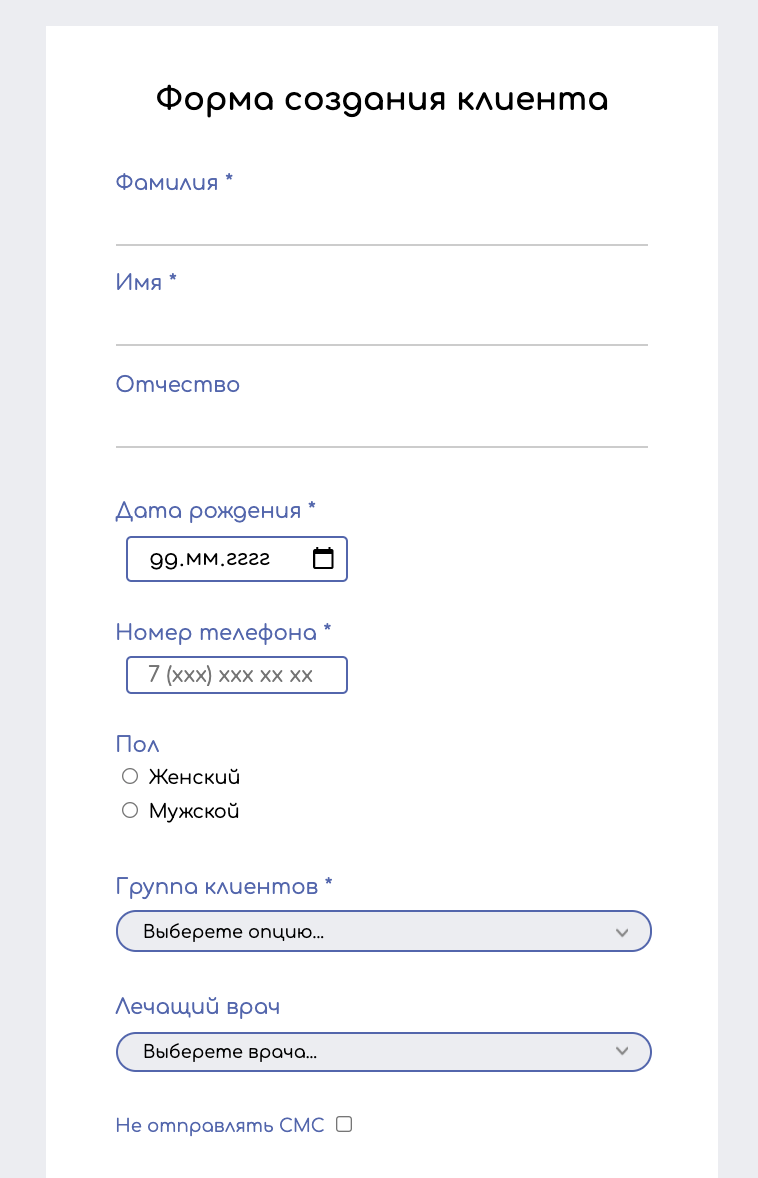 Форма создания клиента
Фамилия *
Имя *
Отчество
Дата рождения *
дд.мм.гггг
Номер телефона *
7 (xxx) xxx xx xx
Пол
Женский
Мужской
Группа клиентов *
Выберете опцию...
Лечащий врач
Выберете врача...
Не отправлять СМС